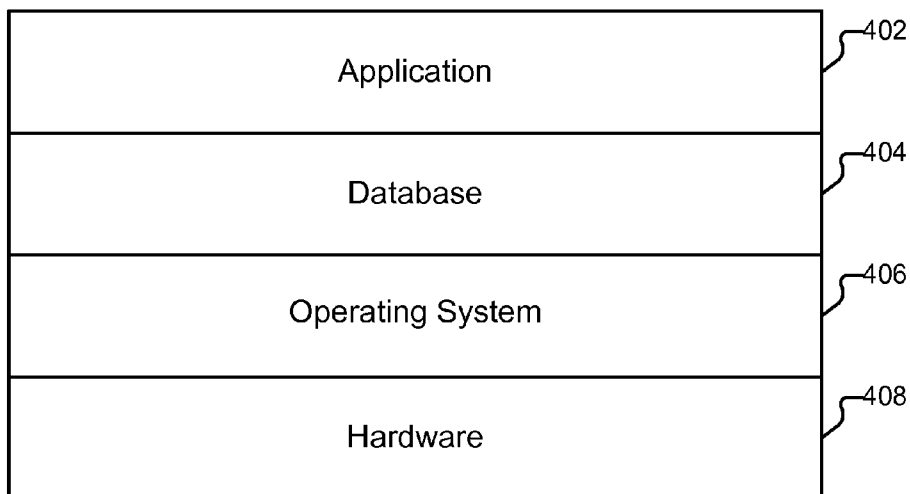 402
Application
404
Database
406
Operating System
408
Hardware